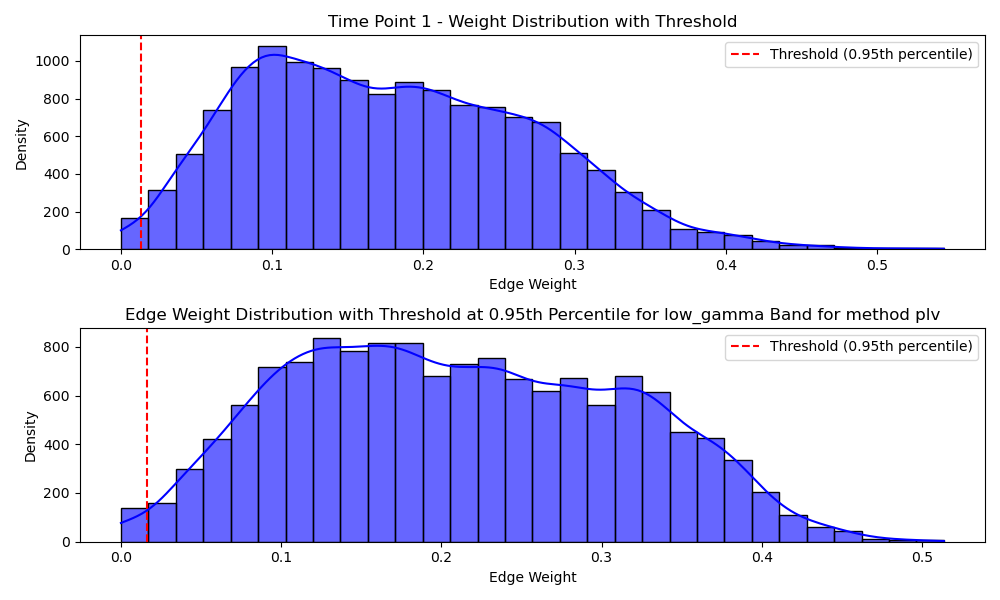 Time Point 1 - Weight Distribution with Threshold
Density
1000
800
600
400
200
0
Threshold (0.95th percentile)
0.0 0.1 0.2 0.3 0.4 0.5
Edge Weight
Edge Weight Distribution with Threshold at 0.95th Percentile for low_gamma Band for method plv
Density
800
600
400
200
0
Threshold (0.95th percentile)
0.0 0.1 0.2 0.3 0.4 0.5
Edge Weight